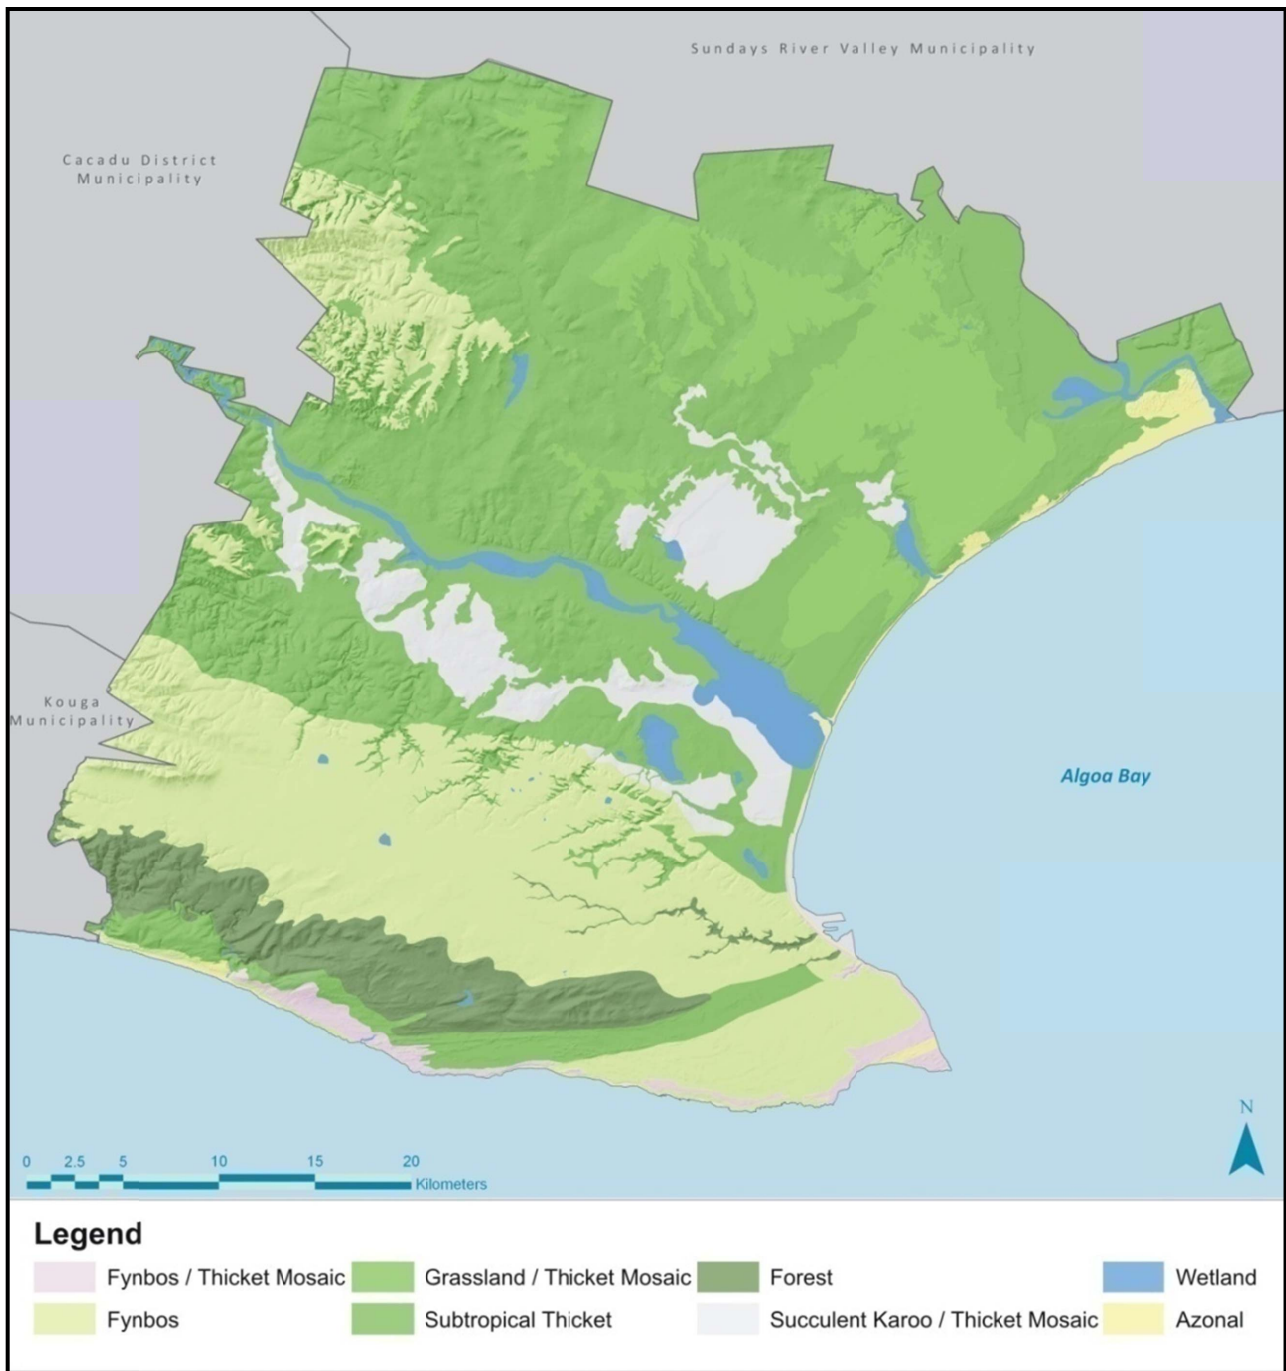 Sundays River Valley Municipality
Cacadu District
Municipality
Kouga
Municipality
Algoa Bay
N
0 2.5 5 10 15 20
Kilometers
Legend
Fynbos / Thicket Mosaic
Grassland / Thicket Mosaic
Forest
Wetland
Fynbos
Subtropical Thicket
Succulent Karoo / Thicket Mosaic
Azonal